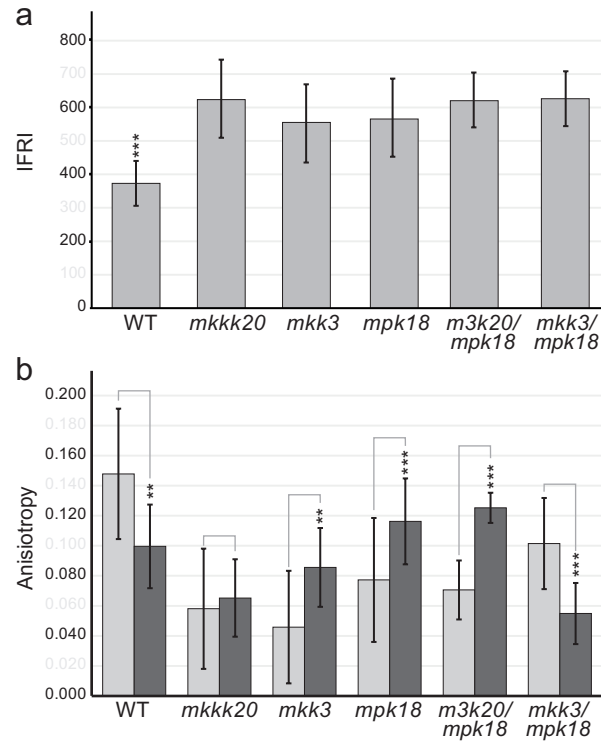 a
800
700
600
500
400
300
200
100
0
IFRI
***
WT mkkk20 mkk3 mpk18 m3k20/ mkk3/
mpk18 mpk18
b
0.200
0.180
0.160
0.140
0.120
0.100
0.080
0.060
0.040
0.020
0.000
Anisiotropy
** ** *** *** ***
WT mkkk20 mkk3 mpk18 m3k20/ mkk3/
mpk18 mpk18